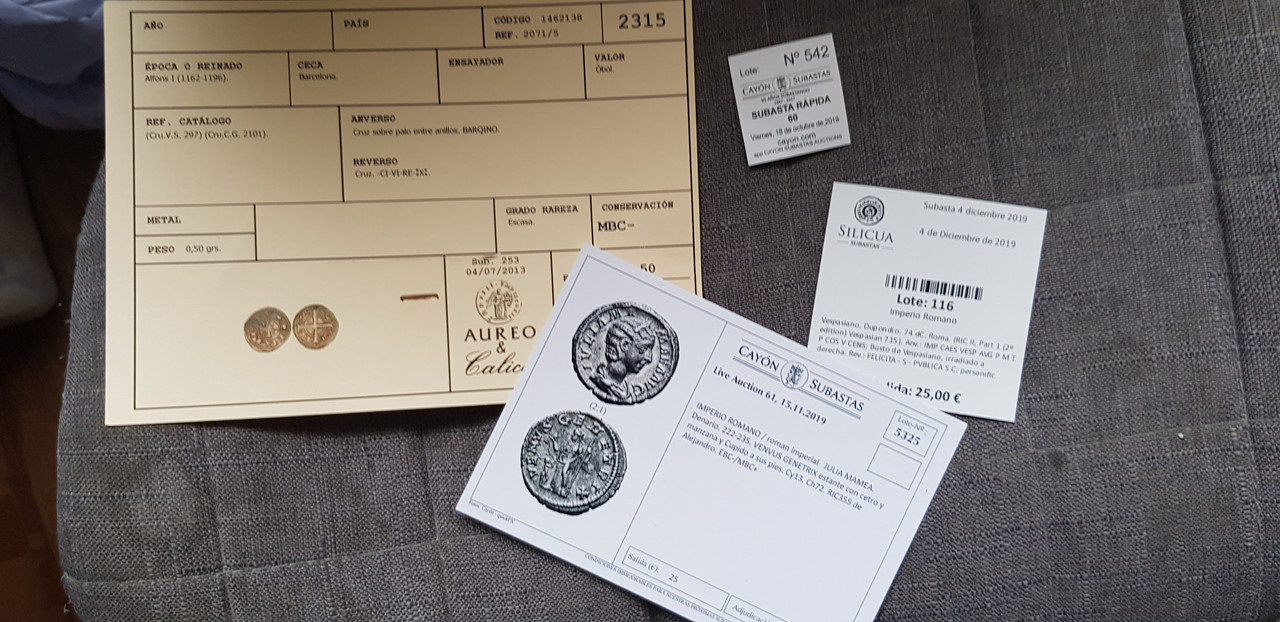 AÑO
PAÍS
CÓDIGO 1462138
REF. 2071/5
2315
ÉPOCA O REINADO
Alfons I (1162-1196).
CECA
Barcelona.
ENSAYADOR
VALOR
Òbol.
REF. CATÁLOGO
(Cru.V.S. 297) (Cru.C.G. 2101).
ANVERSO
Cruz sobre palo entre anillos. BARQINO.
REVERSO
Cruz. -CI-VI-RE-IXI.
METAL
PESO 0,50 grs.
GRADO RAREZA
Escasa.
CONSERVACIÓN
MBC-
Sub. 253
04/07/2013
50
AUREO
&
Calic
Lote: Nº 542
CAYÓN SUBASTAS
SUBASTA RÁPIDA
60
Viernes, 18 de octubre de 2019
cayon.com
app CAYON SUBASTAS AUCTIONS
SILICUA
SUBASTAS
Subasta 4 diciembre 2019
4 de Diciembre de 2019
Lote: 116
Imperio Romano
Vespasiano. Dupondio. 74 dC. Roma. (RIC II, Part 1 (2ª
edition) Vespasian 715). Anv.: IMP CAES VESP AVG P M T
P COS V CENS: Busto de Vespasiano, irradiado a
derecha. Rev.: FELICITA - S - PVBLICA S C: personific
ida: 25,00 €
(2:1)
CAYÓN SUBASTAS
Live Auction 61, 15.11.2019
Lote-Nº:
5325
IMPERIO ROMANO / roman imperial JULIA MAMEA.
Denario. 222-235. VENVUS GENETRIX estante con cetro y
manzana y Cupido a sus pies. Cy13. Ch72. RIC355 de
Alejandro. EBC-/MBC+
Salida (€): 25
Adjudicaci